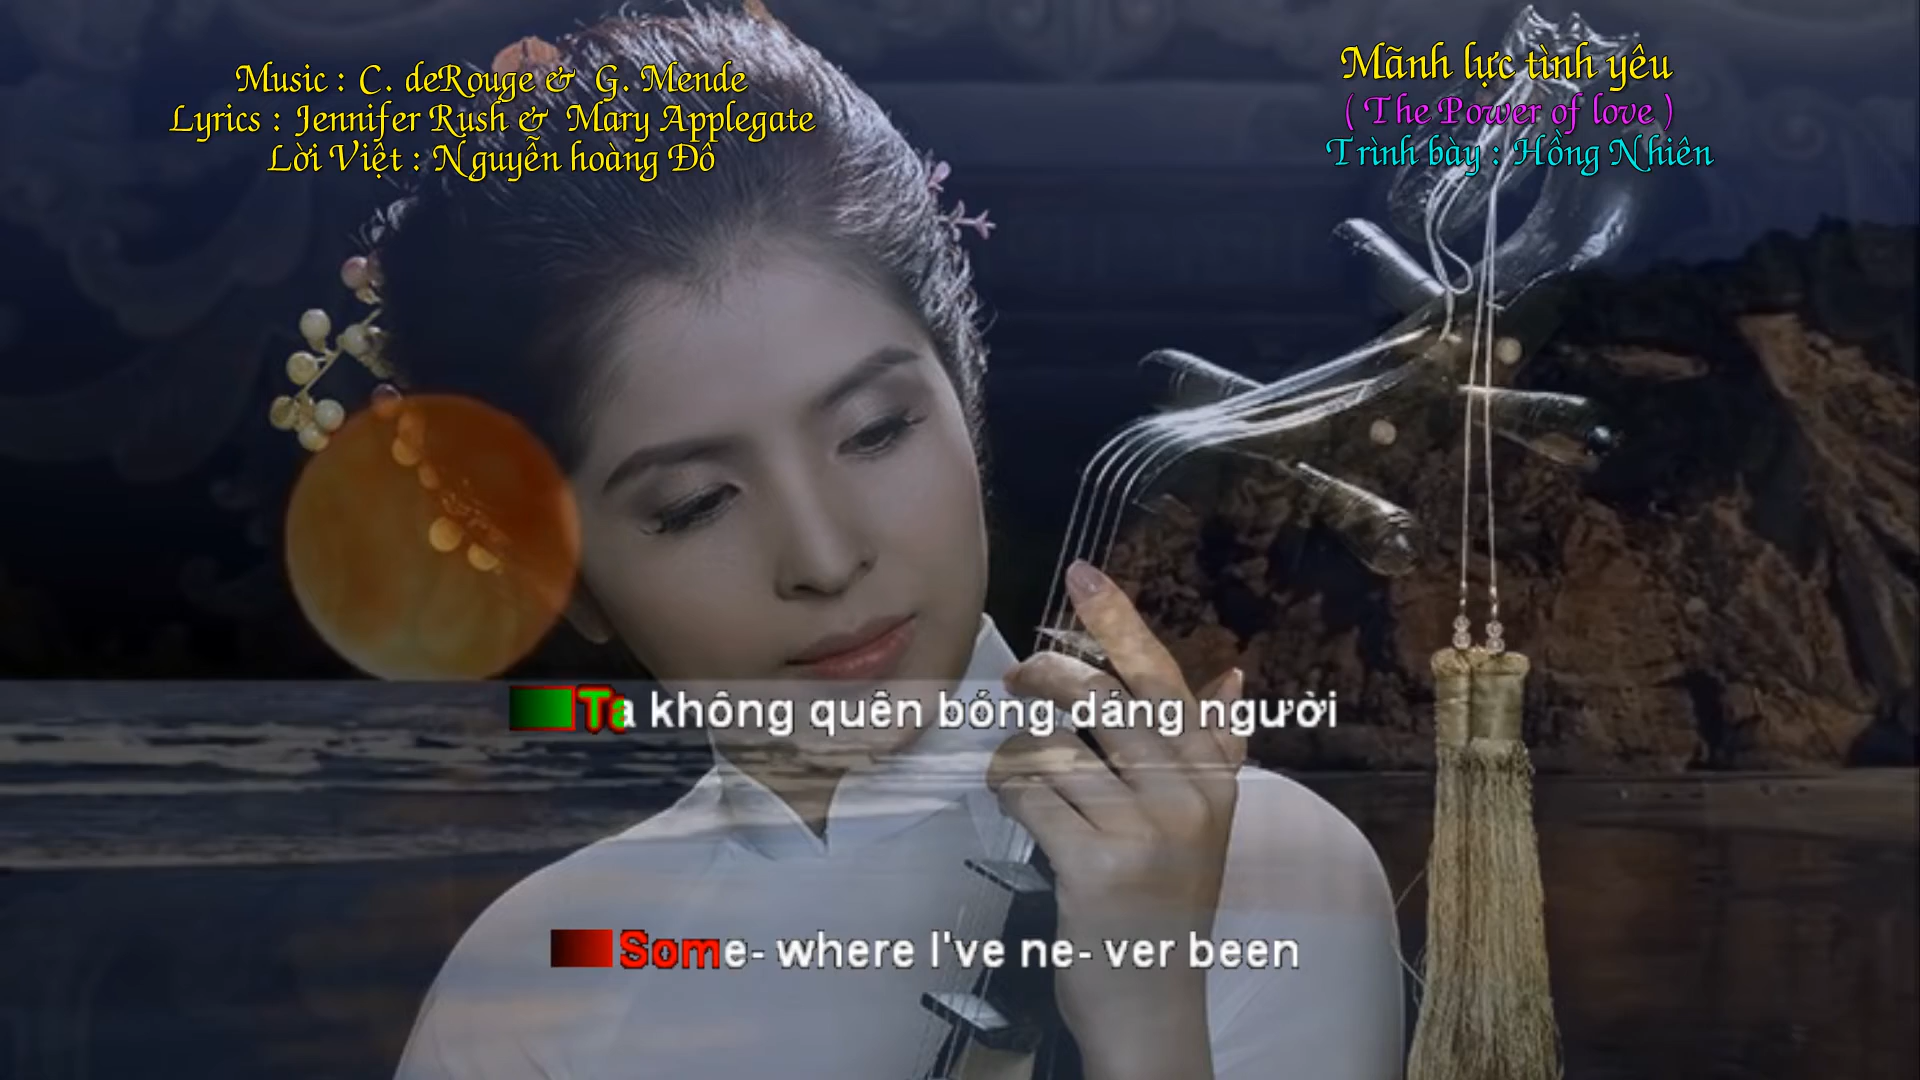 Music : C. deRouge & G. Mende
Lyrics : Jennifer Rush & Mary Applegate
Lời Việt : Nguyễn hoàng Đô
Mãnh lực tình yêu
( The Power of love )
Trình bày : Hồng Nhiên
Ta không quên bóng dáng người
Some- where I've ne- ver been